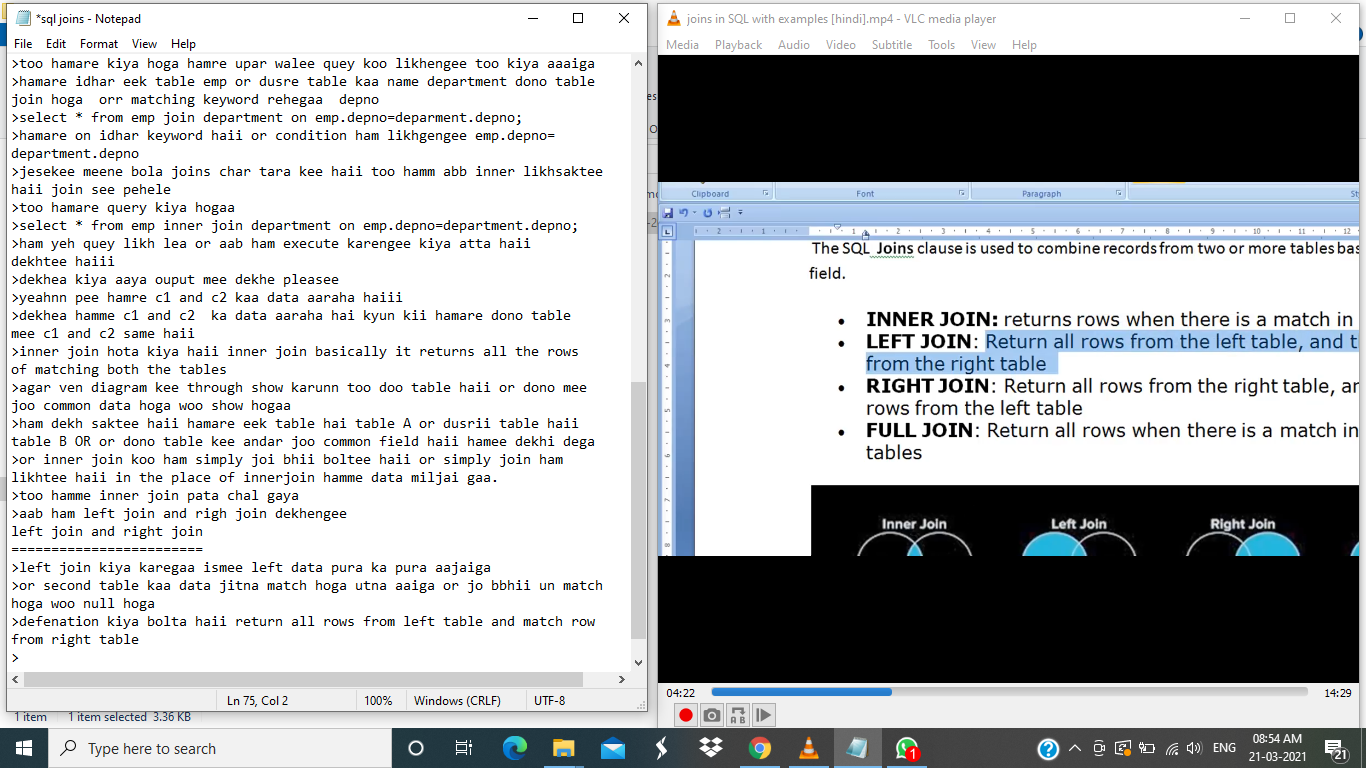 *sql joins - Notepad
File Edit Format View Help
>too hamare kiya hoga hamre upar walee quey koo likhengee too kiya aaaiga
>hamare idhar eek table emp or dusre table kaa name department dono table
join hoga  orr matching keyword rehegaa  depno
>select * from emp join department on emp.depno=deparment.depno;
>hamare on idhar keyword haii or condition ham likhgengee emp.depno=
department.depno
>jesekee meene bola joins char tara kee haii too hamm abb inner likhsaktee
haii join see pehele
>too hamare query kiya hogaa
>select * from emp inner join department on emp.depno=department.depno;
>ham yeh quey likh lea or aab ham execute karengee kiya atta haii
dekhtee haiii
>dekhea kiya aaya ouput mee dekhe pleasee
>yeahnn pee hamre c1 and c2 kaa data aaraha haiii
>dekhea hamme c1 and c2  ka data aaraha hai kyun kii hamare dono table
mee c1 and c2 same haii
>inner join hota kiya haii inner join basically it returns all the rows
of matching both the tables
>agar ven diagram kee through show karunn too doo table haii or dono mee
joo common data hoga woo show hogaa
>ham dekh saktee haii hamare eek table hai table A or dusrii table haii
table B OR or dono table kee andar joo common field haii hamee dekhi dega
>or inner join koo ham simply joi bhii boltee haii or simply join ham
likhtee haii in the place of innerjoin hamme data miljai gaa.
>too hamme inner join pata chal gaya
>aab ham left join and righ join dekhengee
left join and right join
========================
>left join kiya karegaa ismee left data pura ka pura aajaiga
>or second table kaa data jitna match hoga utna aaiga or jo bbhii un match
hoga woo null hoga
>defenation kiya bolta haii return all rows from left table and match row
from right table
>
Ln 75, Col 2 100% Windows (CRLF) UTF-8
1 item 1 item selected 3.36 KB
joins in SQL with examples [hindi].mp4 - VLC media player
Media Playback Audio Video Subtitle Tools View Help
Clipboard Font Paragraph
The SQL Joins clause is used to combine records from two or more tables bas
field.
• INNER JOIN: returns rows when there is a match in
• LEFT JOIN: Return all rows from the left table, and t
from the right table
• RIGHT JOIN: Return all rows from the right table, an
rows from the left table
• FULL JOIN: Return all rows when there is a match in
tables
Inner Join Left Join Right Join
04:22 14:29
Type here to search
1
ENG
08:54 AM
21-03-2021
21